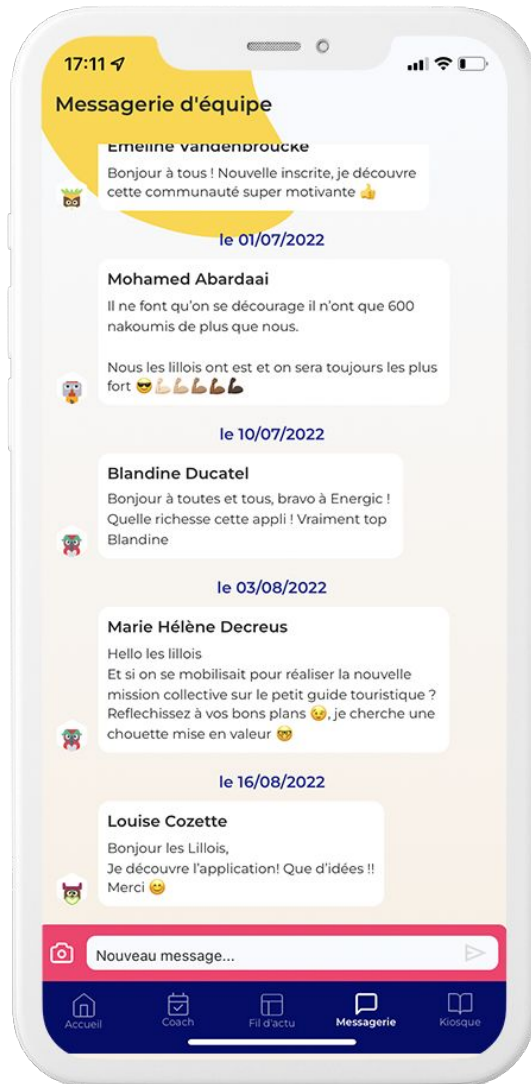 17:11
Messagerie d'équipe
Emeline Vandenbroucke
Bonjour à tous ! Nouvelle inscrite, je découvre
cette communauté super motivante 👍
le 01/07/2022
Mohamed Abardaai
Il ne font qu'on se décourage il n'ont que 600
nakoumis de plus que nous.
Nous les lillois ont est et on sera toujours les plus
fort 😎💪🏻💪🏼💪🏽💪🏾💪🏿
le 10/07/2022
Blandine Ducatel
Bonjour à toutes et tous, bravo à Energic !
Quelle richesse cette appli ! Vraiment top
Blandine
le 03/08/2022
Marie Hélène Decreus
Hello les lillois
Et si on se mobilisait pour réaliser la nouvelle
mission collective sur le petit guide touristique ?
Reflechissez à vos bons plans 😉, je cherche une
chouette mise en valeur 🤓
le 16/08/2022
Louise Cozette
Bonjour les Lillois,
Je découvre l'application! Que d'idées !!
Merci 😊
Nouveau message...
Accueil
Coach
Fil d'actu
Messagerie
Kiosque